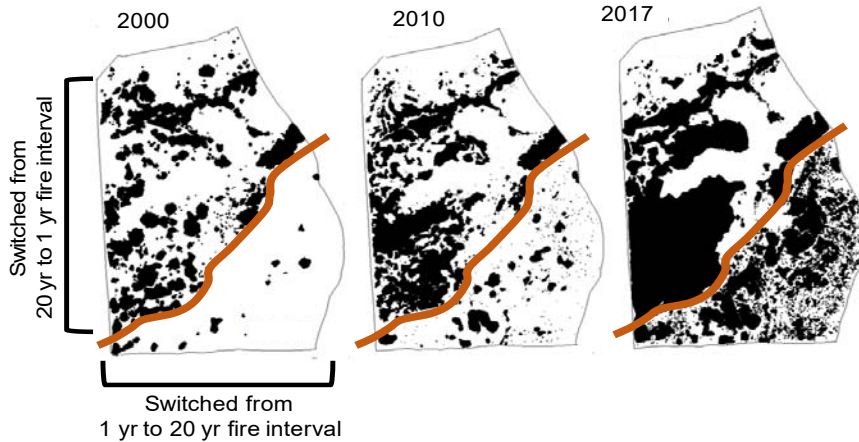 2000
2010
2017
Switched from
20 yr to 1 yr fire interval
Switched from
1 yr to 20 yr fire interval